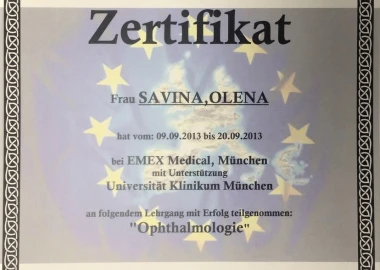 Zertifikat
Frau SAVINA,OLENA
hat vom: 09.09.2013 bis 20.09.2013
bei EMEX Medical, München
mit Unterstützung
Universität Klinikum München
an folgendem Lehrgang mit Erfolg teilgenommen:
"Ophthalmologie"